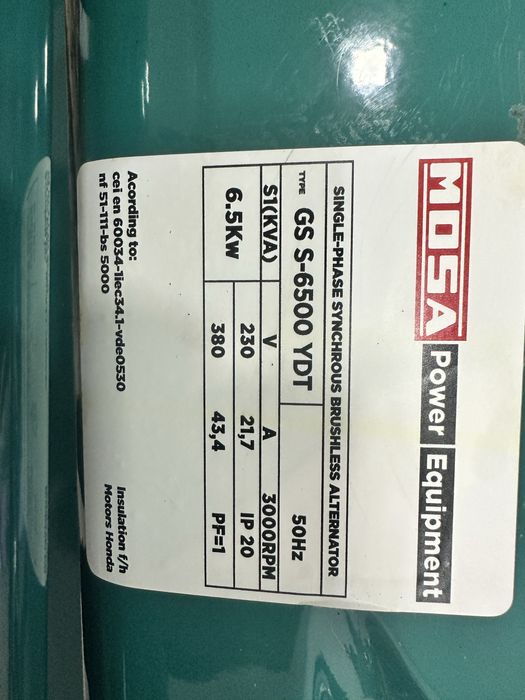 MOSA Power Equipment
SINGLE-PHASE SYNCHROUS BRUSHLESS ALTERNATOR
TYPE GS S-6500 YDT 50Hz
S1(KVA) V A 3000RPM
6.5Kw 230 21,7 IP 20
380 43,4 PF=1
Acording to:
cei en 60034-1iec34.1-vde0530
nf 51-111-bs 5000
Insulation f/h
Motors Honda